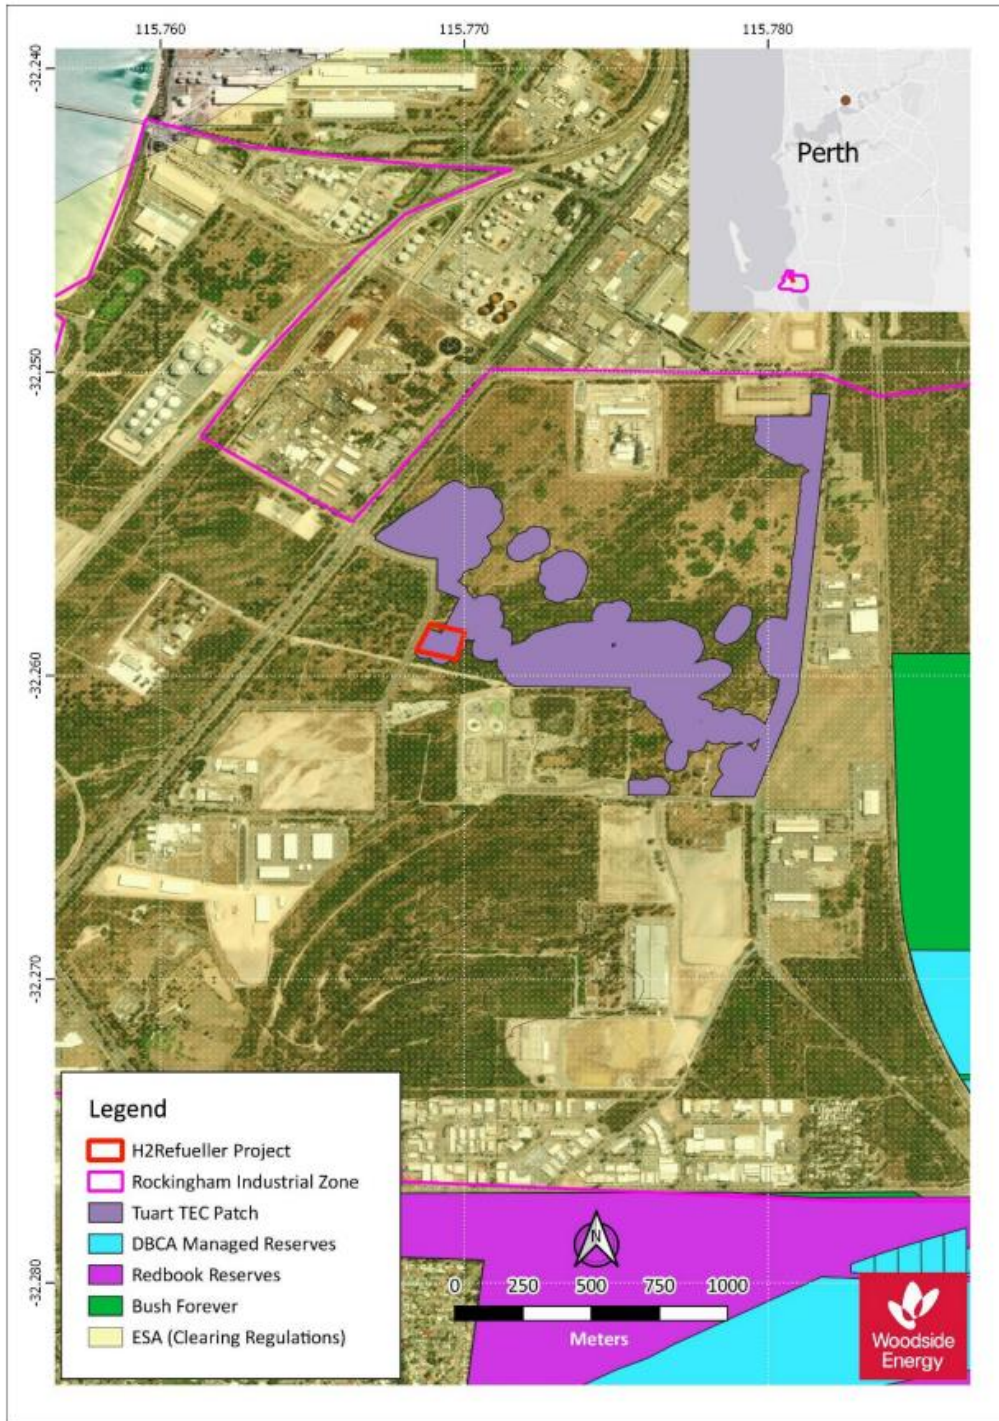 115.760
115.770
115.780
-32.240
-32.250
-32.260
-32.270
-32.280
Perth
Legend
H2Refueller Project
Rockingham Industrial Zone
Tuart TEC Patch
DBCA Managed Reserves
Redbook Reserves
Bush Forever
ESA (Clearing Regulations)
N
0 250 500 750 1000
Meters
Woodside
Energy